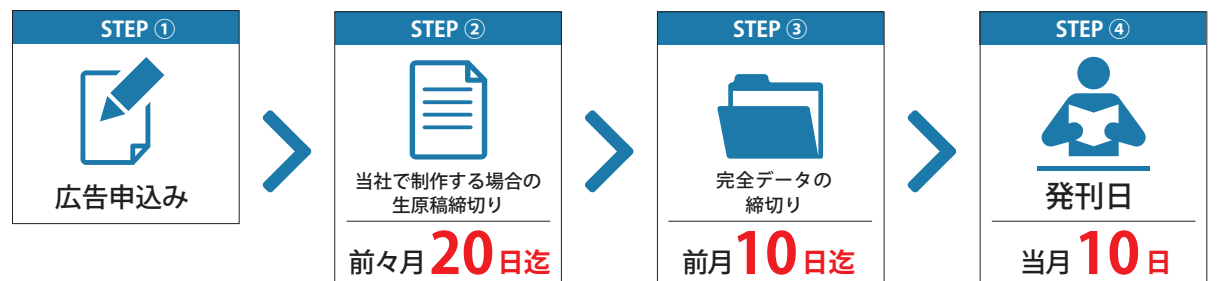 STEP ①
広告申込み
STEP ②
当社で制作する場合の
生原稿締切り
前々月20日迄
STEP ③
完全データの
締切り
前月10日迄
STEP ④
発刊日
当月10日